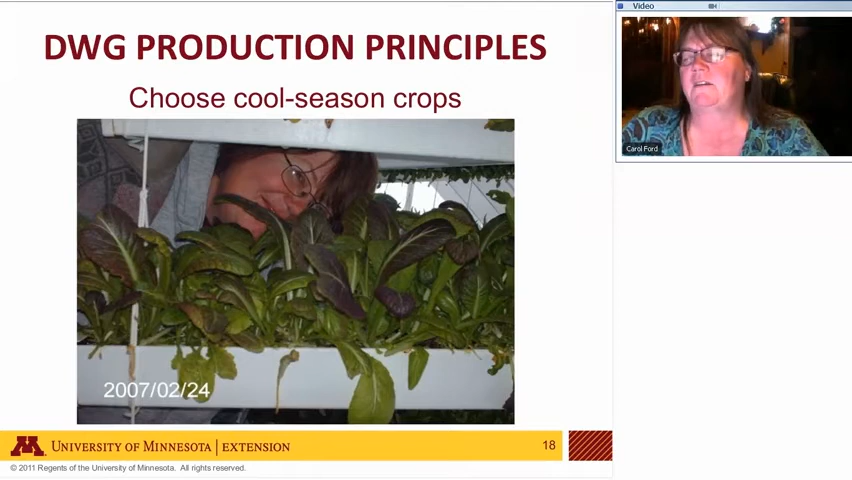 DWG PRODUCTION PRINCIPLES
Choose cool-season crops
2007/02/24
UNIVERSITY OF MINNESOTA | EXTENSION
18
© 2011 Regents of the University of Minnesota. All rights reserved.
Video
Carol Ford